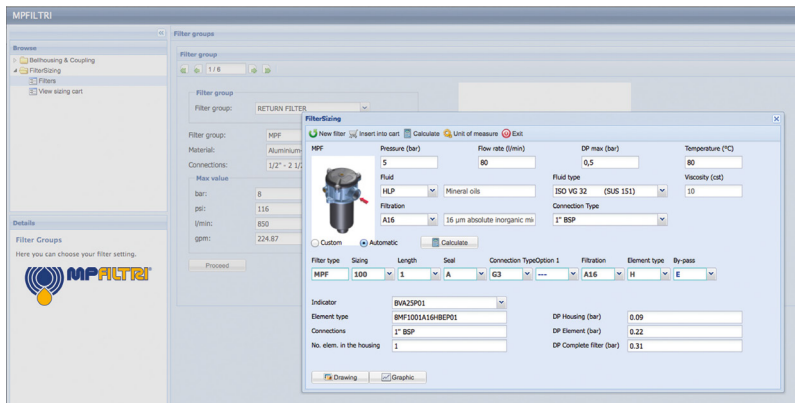 MPFILTRI
Filter groups
Browse
Bellhousing & Coupling
FilterSizing
Filters
View sizing cart
Filter group
1 / 6
Filter group
Filter group: RETURN FILTER
Filter group: MPF
Material: Aluminium
Connections: 1/2" - 2 1/2
Max value
bar: 8
psi: 116
l/min: 850
gpm: 224.87
Proceed
Details
Filter Groups
Here you can choose your filter setting.
MPFILTRI
FilterSizing
New filter Insert into cart Calculate Unit of measure Exit
MPF Pressure (bar) Flow rate (l/min) DP max (bar) Temperature (°C)
5 80 0,5 80
Fluid Fluid type Viscosity (cst)
HLP Mineral oils ISO VG 32 (SUS 151) 10
Filtration Connection Type
A16 16 µm absolute inorganic mi 1" BSP
Custom Automatic Calculate
Filter type Sizing Length Seal Connection Type Option 1 Filtration Element type By-pass
MPF 100 1 A G3 --- A16 H E
Indicator BVA25P01
Element type 8MF1001A16HBEP01 DP Housing (bar) 0.09
Connections 1" BSP DP Element (bar) 0.22
No. elem. in the housing 1 DP Complete filter (bar) 0.31
Drawing Graphic